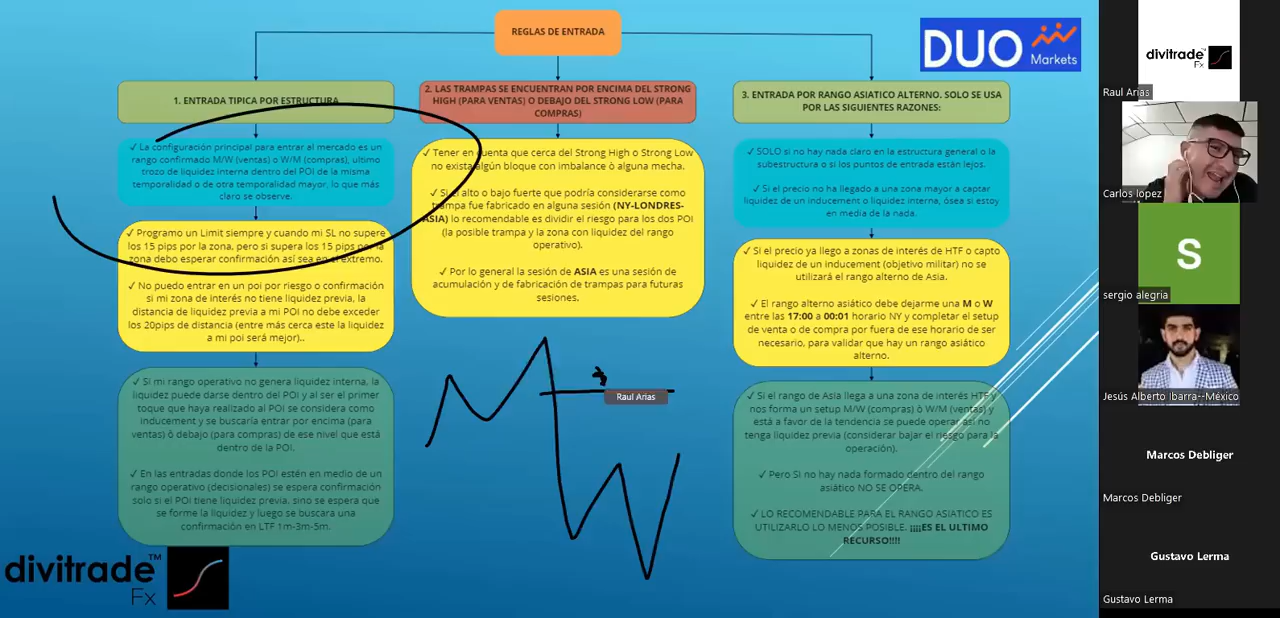 REGLAS DE ENTRADA
DUO
Markets
1. ENTRADA TIPICA POR ESTRUCTURA
✓ La configuración principal para entrar al mercado es un
rango confirmado M/W (ventas) o W/M (compras), ultimo
trozo de liquidez interna dentro del POI de la misma
temporalidad o de otra temporalidad mayor, lo que más
claro se observe.
✓ Programo un Limit siempre y cuando mi SL no supere
los 15 pips por la zona, pero si supera los 15 pips por la
zona debo esperar confirmación así sea en el extremo.
✓ No puedo entrar en un poi por riesgo o confirmación
si mi zona de interés no tiene liquidez previa, la
distancia de liquidez previa a mi POI no debe exceder
los 20pips de distancia (entre más cerca este la liquidez
a mi poi será mejor)..
✓ Si mi rango operativo no genera liquidez interna, la
liquidez puede darse dentro del POI y al ser el primer
toque que haya realizado al POI se considera como
inducement y se buscaría entrar por encima (para
ventas) ò debajo (para compras) de ese nivel que está
dentro de la POI.
✓ En las entradas donde los POI estén en medio de un
rango operativo (decisionales) se espera confirmación
solo si el POI tiene liquidez previa, sino se espera que
se forme la liquidez y luego se buscara una
confirmación en LTF 1m-3m-5m.
2. LAS TRAMPAS SE ENCUENTRAN POR ENCIMA DEL STRONG
HIGH (PARA VENTAS) O DEBAJO DEL STRONG LOW (PARA
COMPRAS)
✓ Tener en cuenta que cerca del Strong High o Strong Low
no exista algún bloque con imbalance ò alguna mecha.
✓ Si el alto o bajo fuerte que podría considerarse como
trampa fue fabricado en alguna sesión (NY-LONDRES-
ASIA) lo recomendable es dividir el riesgo para los dos POI
(la posible trampa y la zona con liquidez del rango
operativo).
✓ Por lo general la sesión de ASIA es una sesión de
acumulación y de fabricación de trampas para futuras
sesiones.
3. ENTRADA POR RANGO ASIATICO ALTERNO. SOLO SE USA
POR LAS SIGUIENTES RAZONES:
✓ SOLO si no hay nada claro en la estructura general o la
subestructura o si los puntos de entrada están lejos.
✓ Si el precio no ha llegado a una zona mayor a captar
liquidez de un inducement o liquidez interna, ósea si estoy
en media de la nada.
✓ Si el precio ya llego a zonas de interés de HTF o capto
liquidez de un inducement (objetivo militar) no se
utilizará el rango alterno de Asia.
✓ El rango alterno asiático debe dejarme una M o W
entre las 17:00 a 00:01 horario NY y completar el setup
de venta o de compra por fuera de ese horario de ser
necesario, para validar que hay un rango asiático
alterno.
✓ Si el rango de Asia llega a una zona de interés HTF y
nos forma un setup M/W (compras) ò W/M (ventas) y
está a favor de la tendencia se puede operar así no
tenga liquidez previa (considerar bajar el riesgo para la
operación).
✓ Pero Si no hay nada formado dentro del rango
asiático NO SE OPERA.
✓ LO RECOMENDABLE PARA EL RANGO ASIATICO ES
UTILIZARLO LO MENOS POSIBLE. ¡¡¡¡ES EL ULTIMO
RECURSO!!!!
Raul Arias
divitrade™
Fx
divitrade
Fx
Raul Arias
Carlos lopez
S
sergio alegria
Jesús Alberto Ibarra--México
Marcos Debliger
Marcos Debliger
Gustavo Lerma
Gustavo Lerma